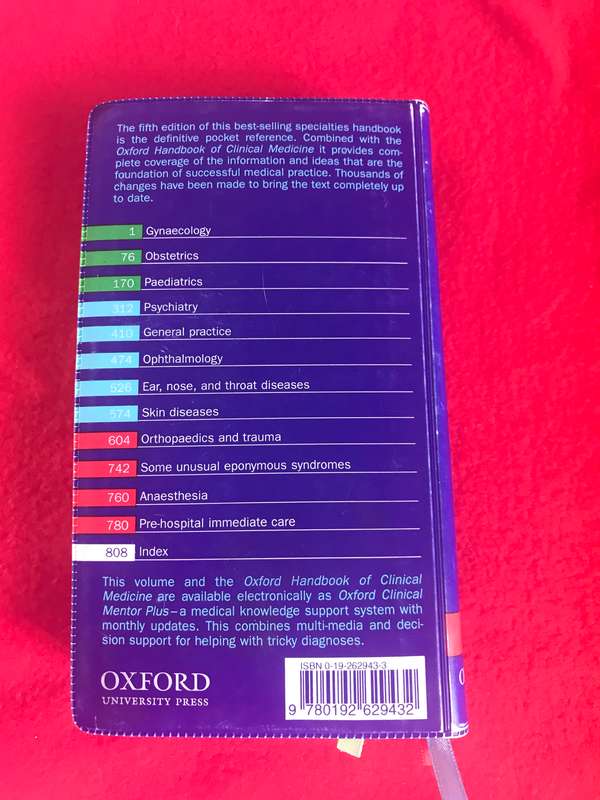 The fifth edition of this best-selling specialties handbook
is the definitive pocket reference. Combined with the
Oxford Handbook of Clinical Medicine it provides com-
plete coverage of the information and ideas that are the
foundation of successful medical practice. Thousands of
changes have been made to bring the text completely up
to date.
1 Gynaecology
76 Obstetrics
170 Paediatrics
312 Psychiatry
410 General practice
474 Ophthalmology
526 Ear, nose, and throat diseases
574 Skin diseases
604 Orthopaedics and trauma
742 Some unusual eponymous syndromes
760 Anaesthesia
780 Pre-hospital immediate care
808 Index
This volume and the Oxford Handbook of Clinical
Medicine are available electronically as Oxford Clinical
Mentor Plus–a medical knowledge support system with
monthly updates. This combines multi-media and deci-
sion support for helping with tricky diagnoses.
OXFORD
UNIVERSITY PRESS
ISBN 0-19-262943-3
9 780192 629432